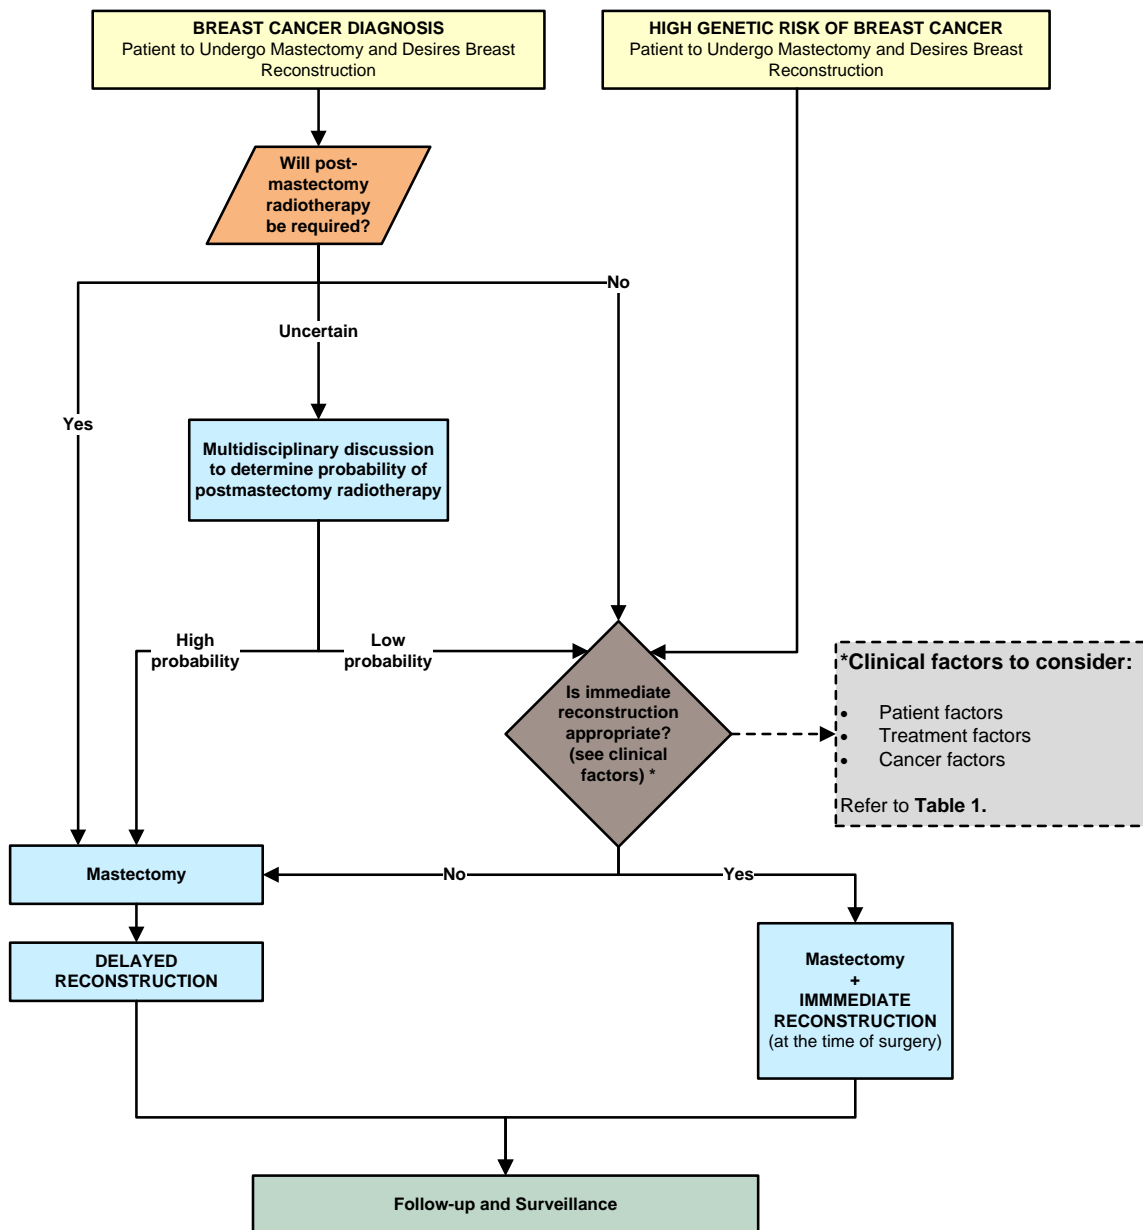 BREAST CANCER DIAGNOSIS
Patient to Undergo Mastectomy and Desires Breast
Reconstruction
HIGH GENETIC RISK OF BREAST CANCER
Patient to Undergo Mastectomy and Desires Breast
Reconstruction
Will post-
mastectomy
radiotherapy
be required?
No
Uncertain
Yes
Multidisciplinary discussion
to determine probability of
postmastectomy radiotherapy
High
probability
Low
probability
Is immediate
reconstruction
appropriate?
(see clinical
factors) *
*Clinical factors to consider:
• Patient factors
• Treatment factors
• Cancer factors
Refer to Table 1.
Mastectomy
No
Yes
DELAYED
RECONSTRUCTION
Mastectomy
+
IMMMEDIATE
RECONSTRUCTION
(at the time of surgery)
Follow-up and Surveillance